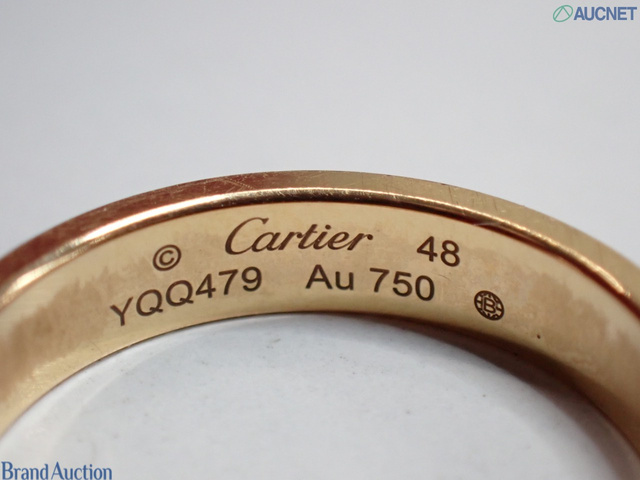 AUCNET
© Cartier 48
YQQ479 Au 750
Brand Auction